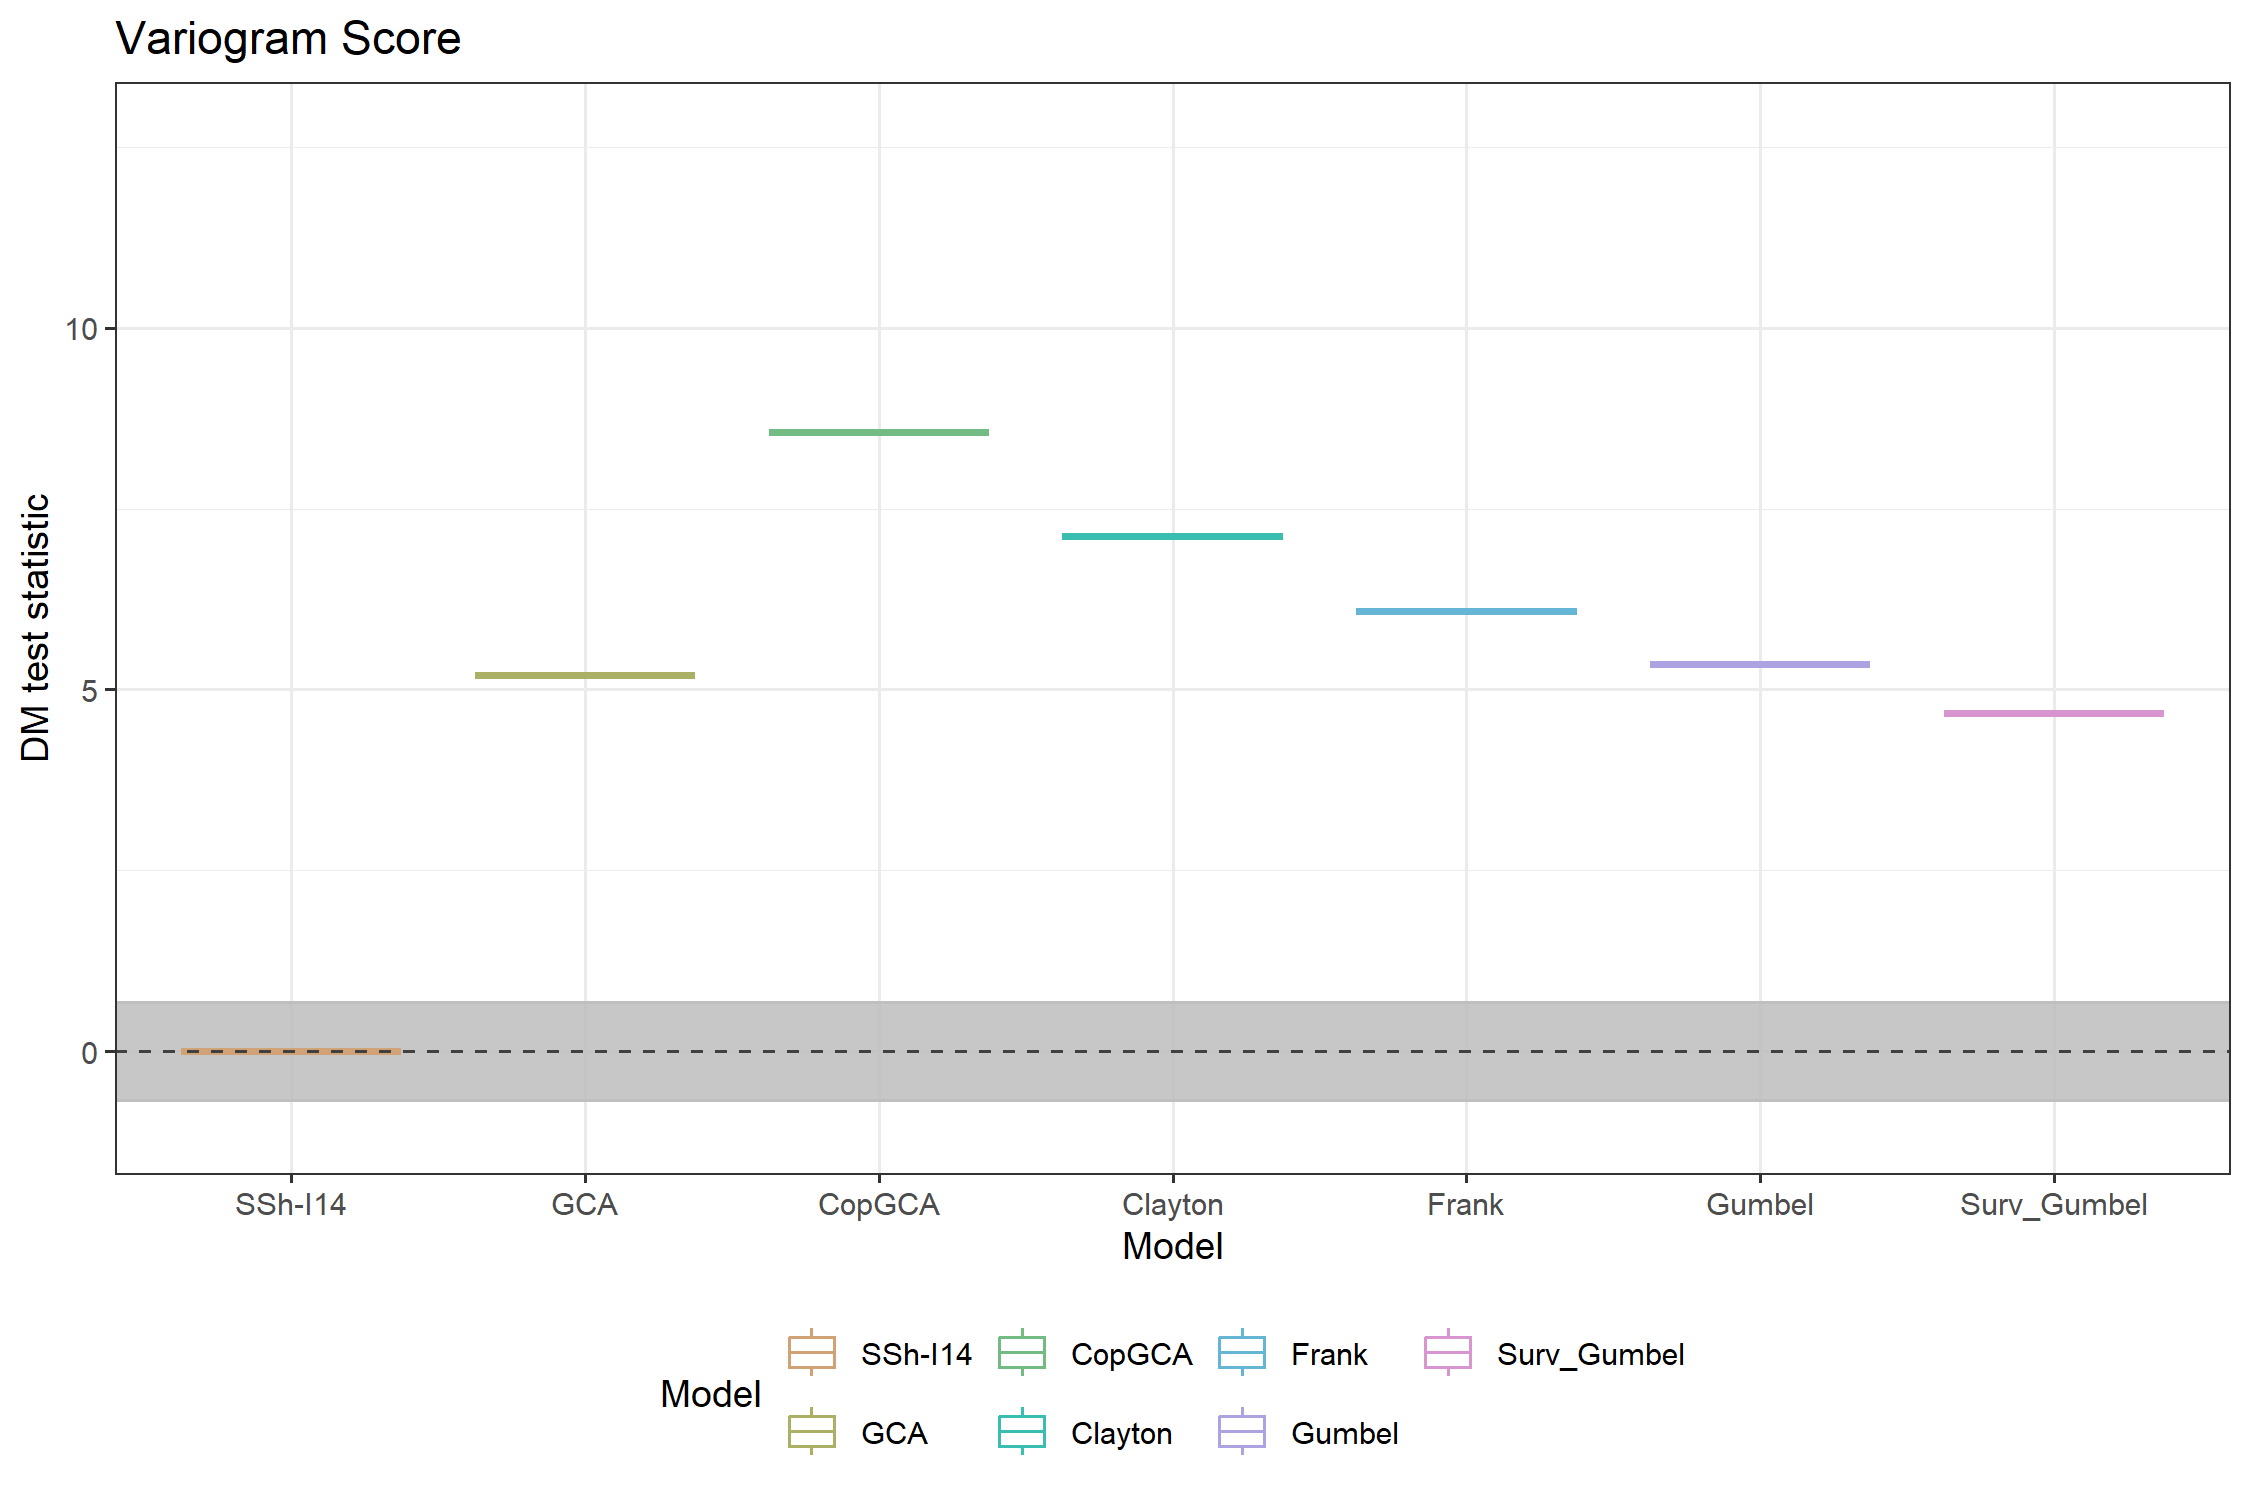 Variogram Score
DM test statistic
10
5
0
SSh-I14 GCA CopGCA Clayton Frank Gumbel Surv_Gumbel
Model
Model
SSh-I14 CopGCA Frank Surv_Gumbel
GCA Clayton Gumbel